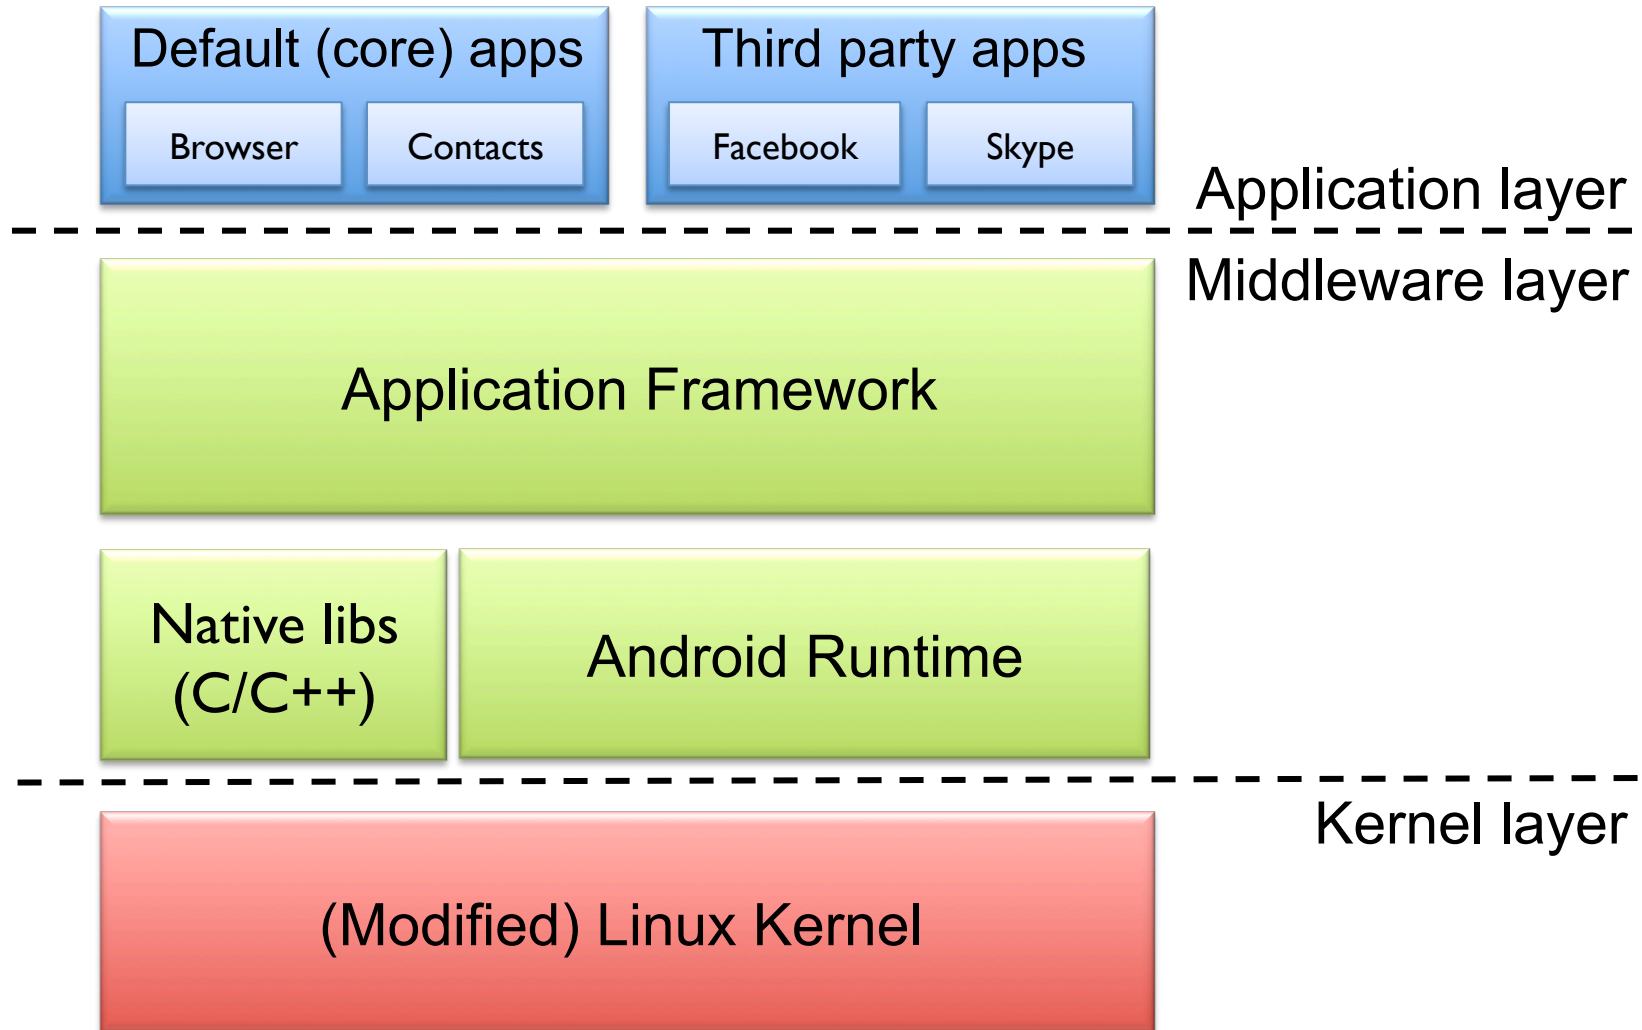 Default (core) apps
Third party apps
Browser
Contacts
Facebook
Skype
Application layer
Middleware layer
Application Framework
Native libs
(C/C++)
Android Runtime
Kernel layer
(Modified) Linux Kernel